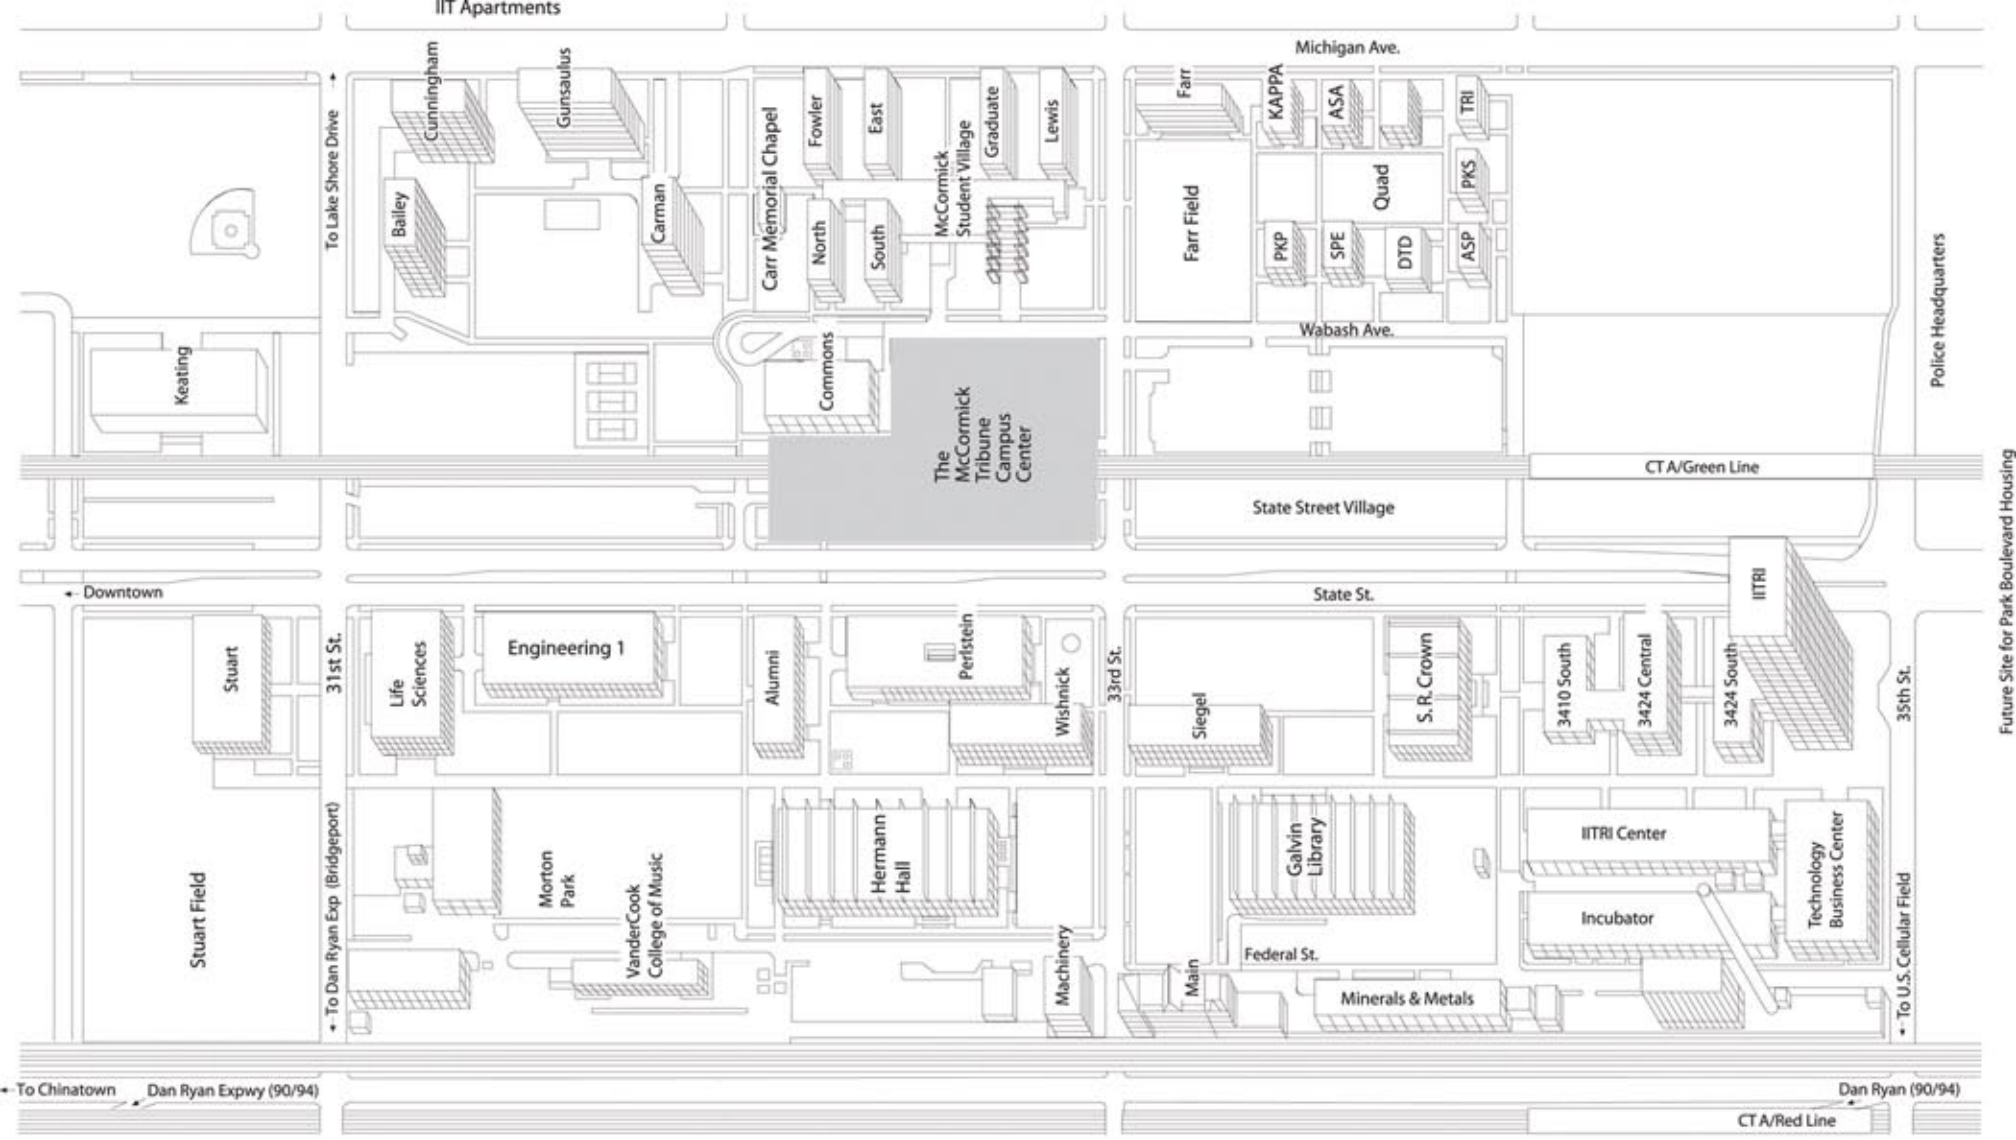 IIT Apartments
Michigan Ave.
Cunningham
Gunsaulus
To Lake Shore Drive
Bailey
Carman
Carr Memorial Chapel
Fowler
East
McCormick
Student Village
Graduate
Lewis
North
South
Farr
KAPPA
ASA
TRI
Farr Field
Quad
PKS
PKP
SPE
DTD
ASP
Police Headquarters
Wabash Ave.
Keating
Commons
The
McCormick
Tribune
Campus
Center
CTA/Green Line
State Street Village
Future Site for Park Boulevard Housing
Downtown
State St.
IITRI
Stuart
31st St.
Life
Sciences
Engineering 1
Alumni
Perlstein
Wishnick
33rd St.
Siegel
S. R. Crown
3410 South
3424 Central
3424 South
35th St.
Stuart Field
To Dan Ryan Exp (Bridgeport)
Morton
Park
VanderCook
College of Music
Hermann
Hall
Machinery
Galvin
Library
IITRI Center
Incubator
Technology
Business Center
Federal St.
Main
Minerals & Metals
To U.S. Cellular Field
To Chinatown
Dan Ryan Expwy (90/94)
Dan Ryan (90/94)
CTA/Red Line